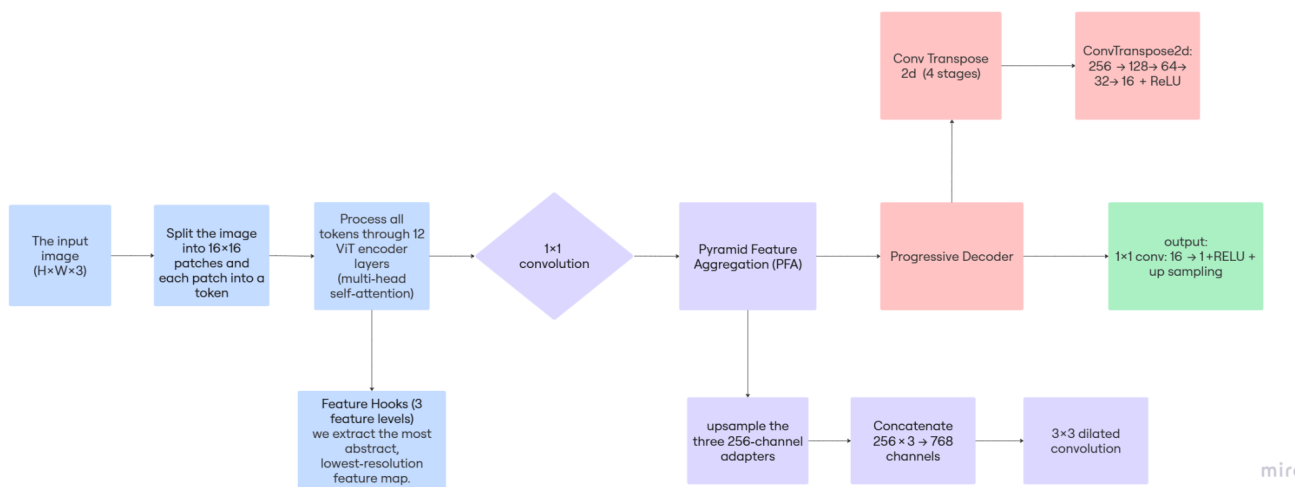 Conv Transpose
2d (4 stages)
ConvTranspose2d:
256 → 128→ 64→
32→ 16 + ReLU
The input
image
(H×W×3)
Split the image
into 16×16
patches and
each patch into a
token
Process all
tokens through 12
ViT encoder
layers
(multi-head
self-attention)
1×1
convolution
Pyramid Feature
Aggregation (PFA)
Progressive Decoder
output:
1×1 conv: 16 → 1+RELU +
up sampling
Feature Hooks (3
feature levels)
we extract the most
abstract,
lowest-resolution
feature map.
upsample the
three 256-channel
adapters
Concatenate
256 × 3 → 768
channels
3×3 dilated
convolution